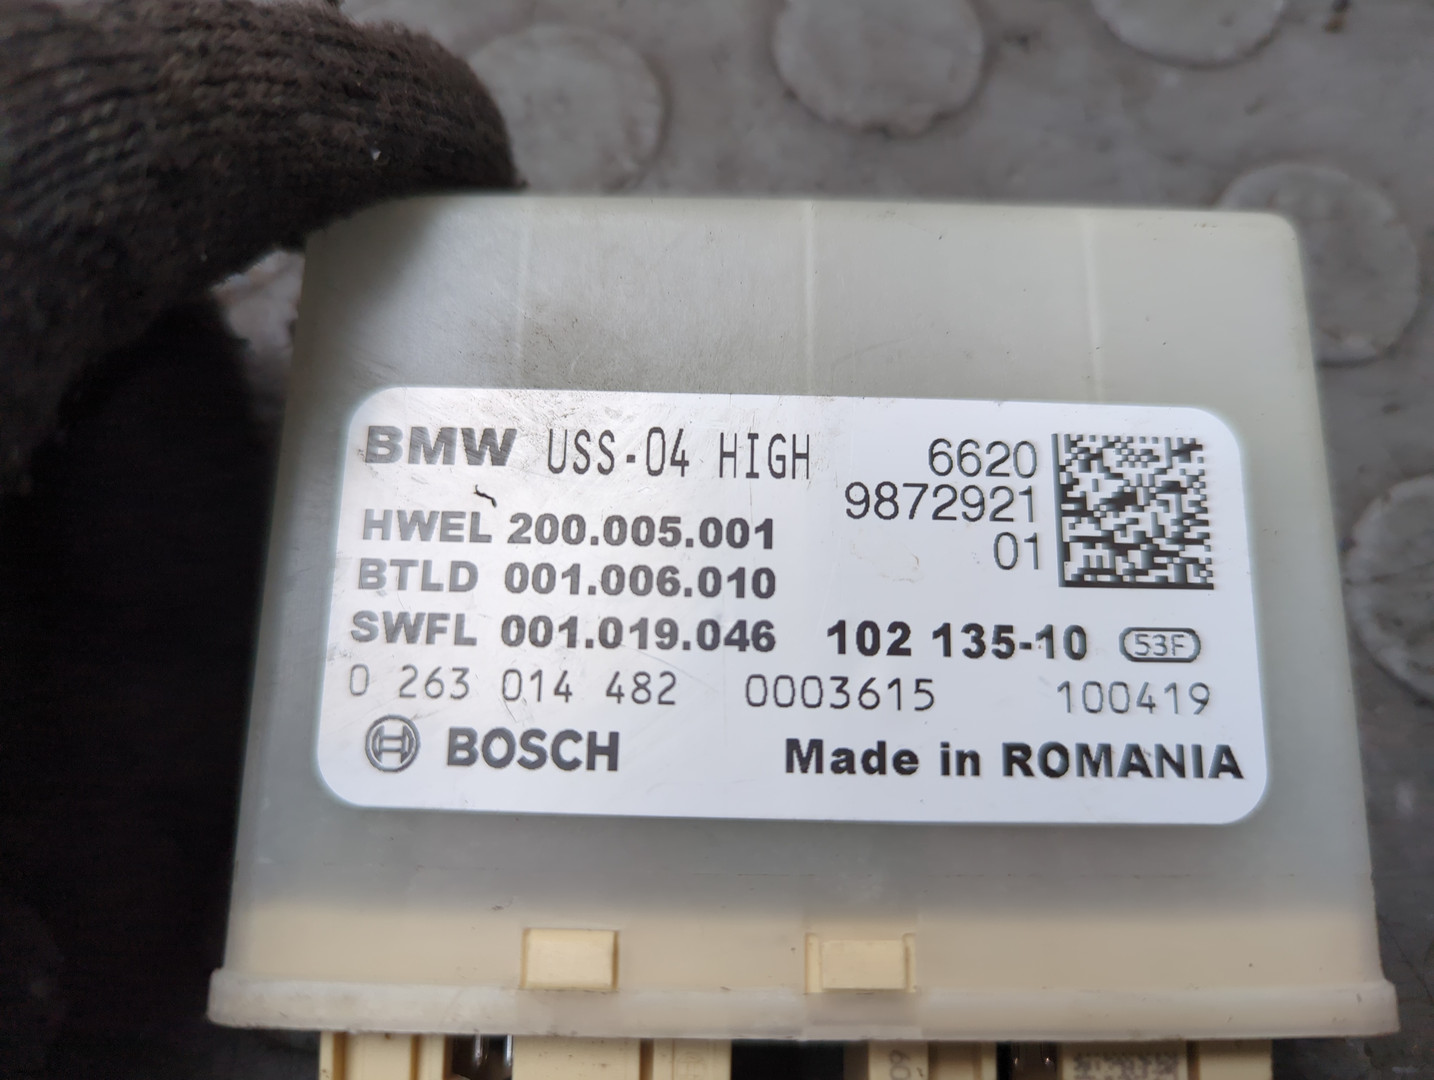 BMW USS-04 HIGH 6620
9872921
HWEL 200.005.001 01
BTLD 001.006.010
SWFL 001.019.046 102 135-10 53F
0 263 014 482 0003615 100419
BOSCH Made in ROMANIA